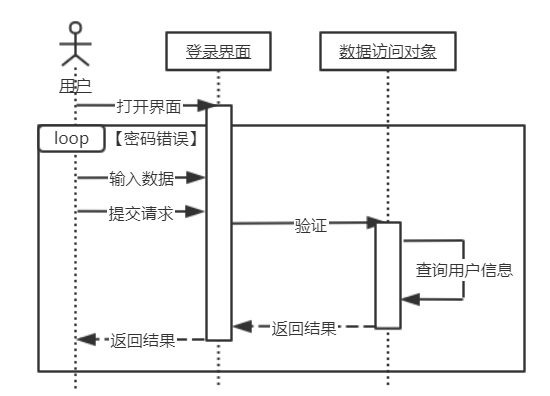 用户
登录界面
数据访问对象
打开界面
loop 【密码错误】
输入数据
提交请求
验证
查询用户信息
返回结果
返回结果